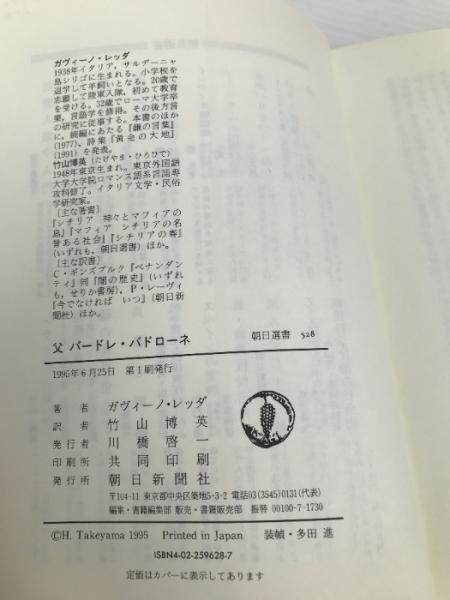 ガヴィーノ・レッダ
1938年イタリア、サルデーニャ
島シリゴに生まれる。小学校を
退学して羊飼いとなる。20歳で
志願して陸軍入隊、初めて教育
を受ける。32歳でローマ大学卒
業、言語学を修得、その後方言
の研究に従事する。本書のほか
に、続編にあたる『鎌の言葉』
(1977)、詩集『黄金の大地』
(1991)を発表。
竹山博英(たけやま・ひろひで)
1948年東京生まれ。東京外国語
大学大学院ロマンス語系言語専
攻科修了。イタリア文学・民俗
学研究家。
〔主な著書〕
『シチリア 神々とマフィアの
島』『マフィア シチリアの名
誉ある社会』『シチリアの春』
(いずれも、朝日選書)ほか。
〔主な訳書〕
C・ギンズブルク『ベナンダン
ティ』同『闇の歴史』(いずれ
も、せりか書房)、P・レーヴィ
『今でなければ いつ』(朝日新
聞社)ほか。
父 パードレ・パドローネ 朝日選書 528
1995年6月25日 第1刷発行
著者 ガヴィーノ・レッダ
訳者 竹山博英
発行者 川橋啓一
印刷所 共同印刷
発行所 朝日新聞社
〒104-11 東京都中央区築地5-3-2 電話03(3545)0131(代表)
編集・書籍編集部 販売・書籍販売部 振替 00100-7-1730
©H. Takeyama 1995 Printed in Japan 装幀・多田 進
ISBN4-02-259628-7
定価はカバーに表示してあります